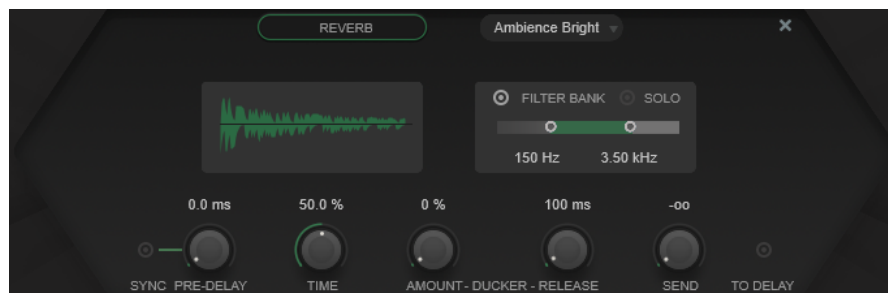 REVERB Ambience Bright
FILTER BANK SOLO
150 Hz 3.50 kHz
0.0 ms 50.0 % 0 % 100 ms -oo
SYNC PRE-DELAY TIME AMOUNT - DUCKER - RELEASE SEND TO DELAY